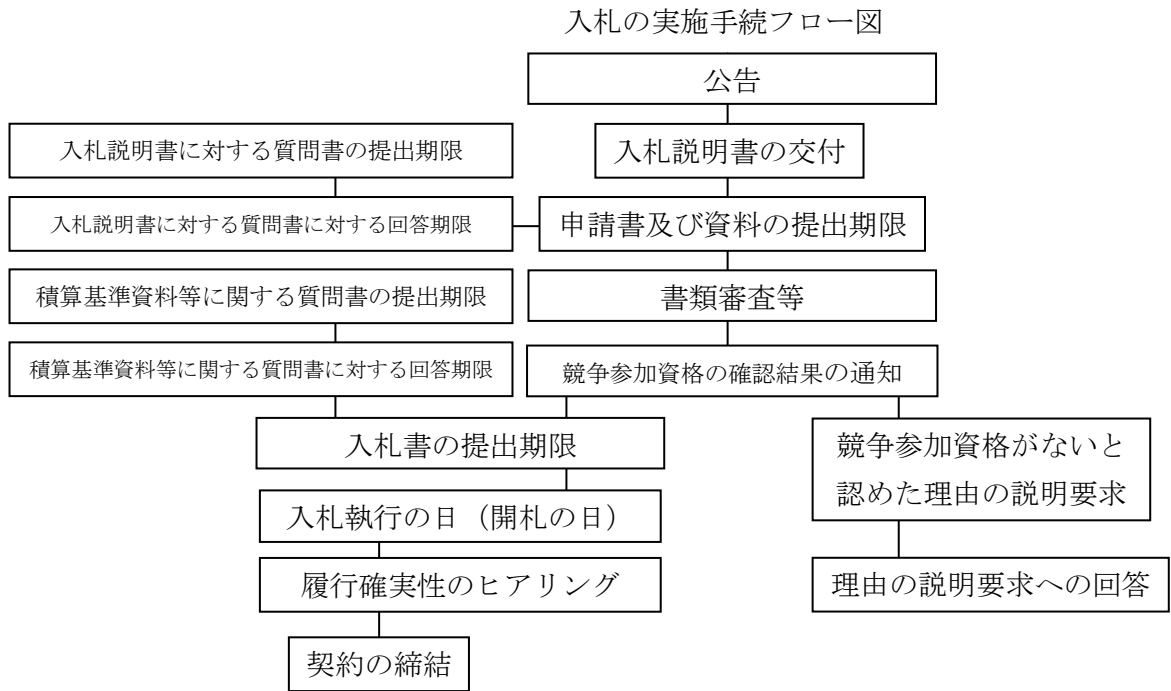 入札の実施手続フロー図
公告
入札説明書に対する質問書の提出期限
入札説明書の交付
入札説明書に対する質問書に対する回答期限
申請書及び資料の提出期限
積算基準資料等に関する質問書の提出期限
書類審査等
積算基準資料等に関する質問書に対する回答期限
競争参加資格の確認結果の通知
入札書の提出期限
競争参加資格がないと
認めた理由の説明要求
入札執行の日（開札の日）
履行確実性のヒアリング
理由の説明要求への回答
契約の締結